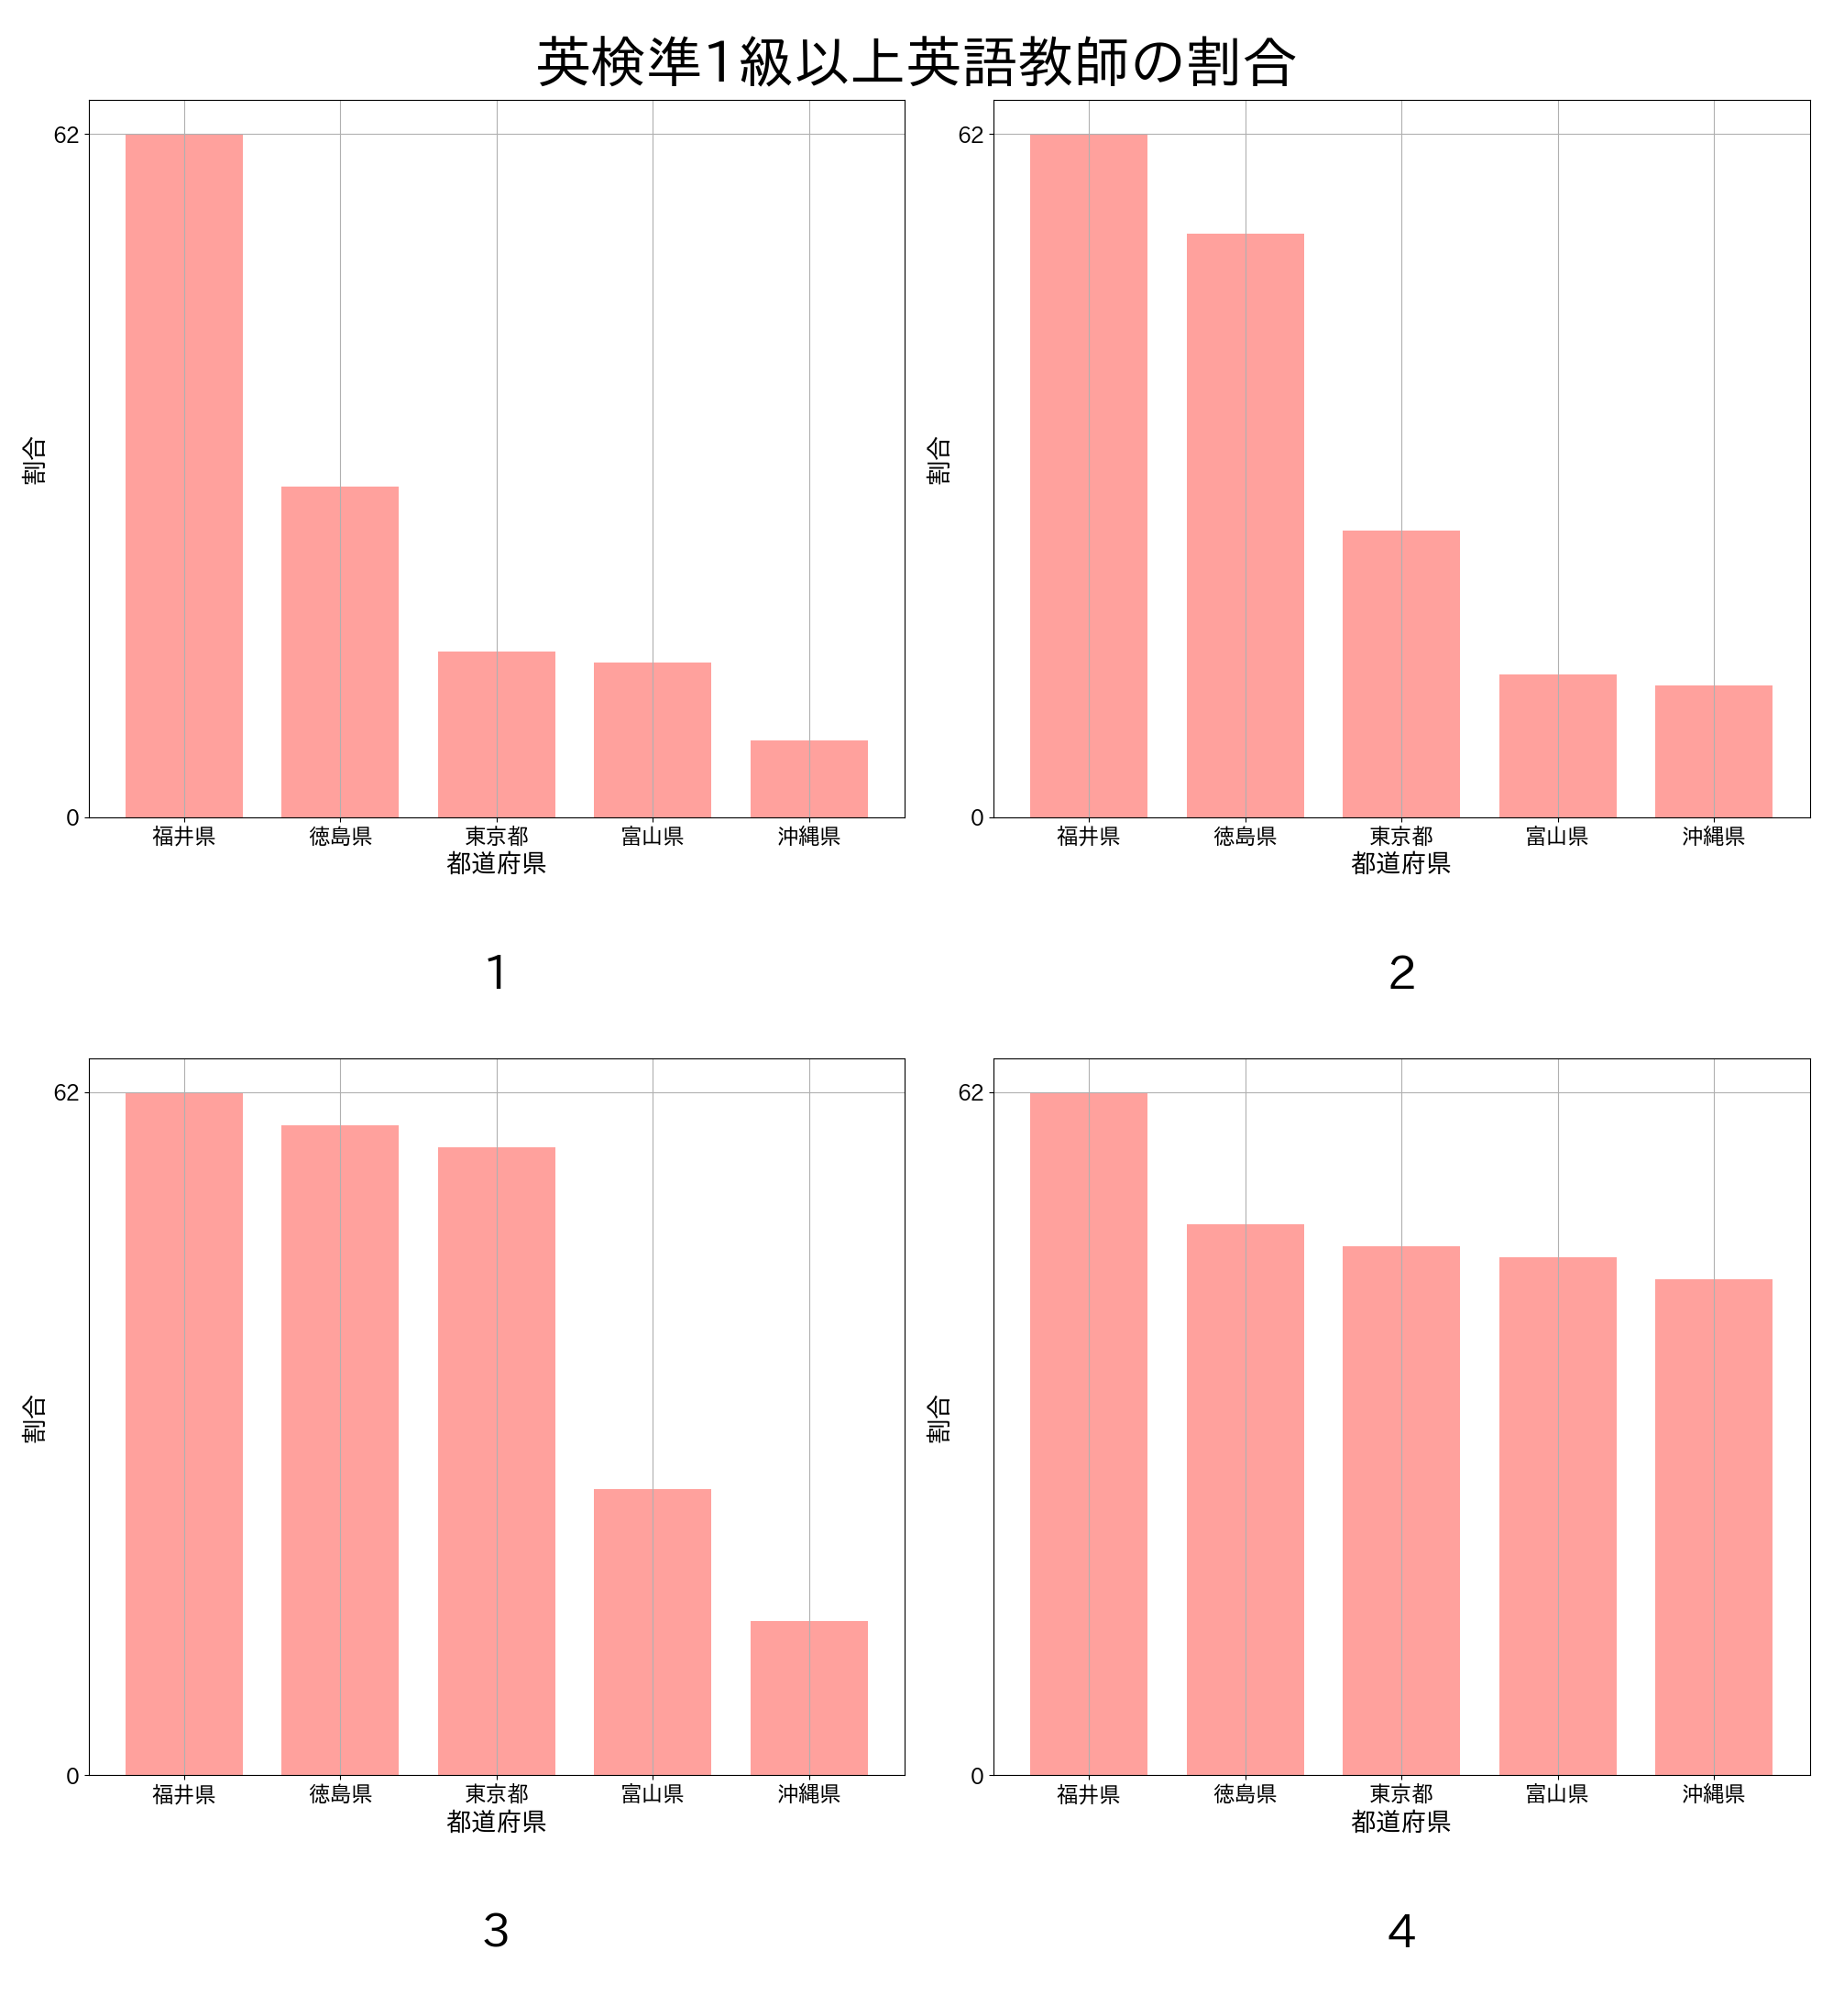 英検準1級以上英語教師の割合
62
割合
0
福井県 徳島県 東京都 富山県 沖縄県
都道府県
1
62
割合
0
福井県 徳島県 東京都 富山県 沖縄県
都道府県
2
62
割合
0
福井県 徳島県 東京都 富山県 沖縄県
都道府県
3
62
割合
0
福井県 徳島県 東京都 富山県 沖縄県
都道府県
4